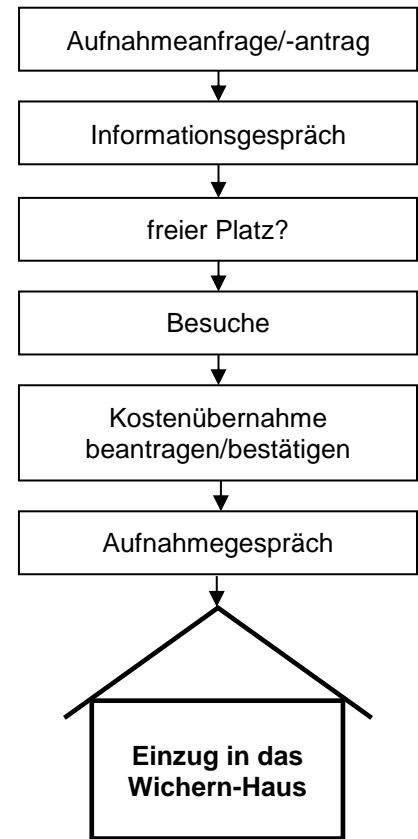 Aufnahmeanfrage/-antrag
Informationsgespräch
freier Platz?
Besuche
Kostenübernahme
beantragen/bestätigen
Aufnahmegespräch
Einzug in das
Wichern-Haus